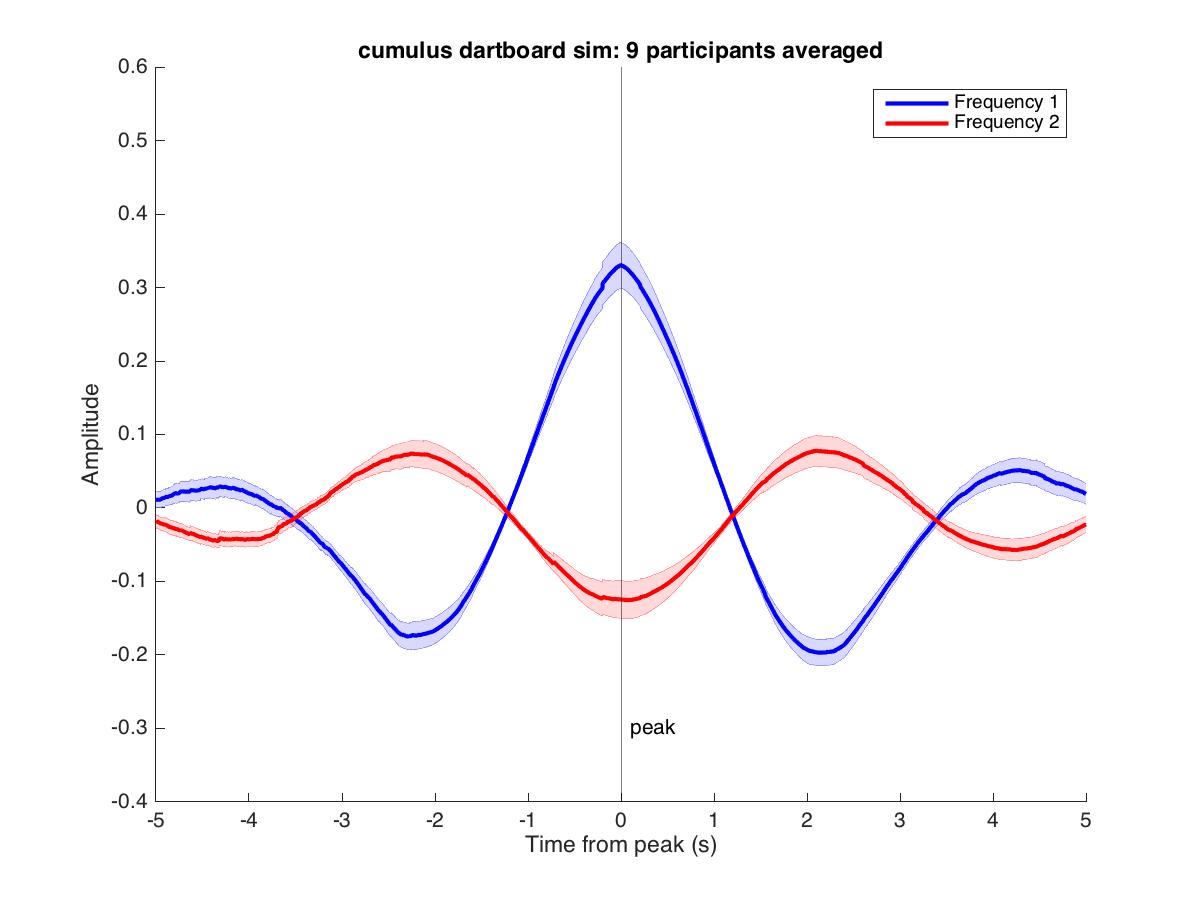 cumulus dartboard sim: 9 participants averaged
Frequency 1
Frequency 2
0.6
0.5
0.4
0.3
0.2
0.1
0
-0.1
-0.2
-0.3
-0.4
Amplitude
peak
-5 -4 -3 -2 -1 0 1 2 3 4 5
Time from peak (s)